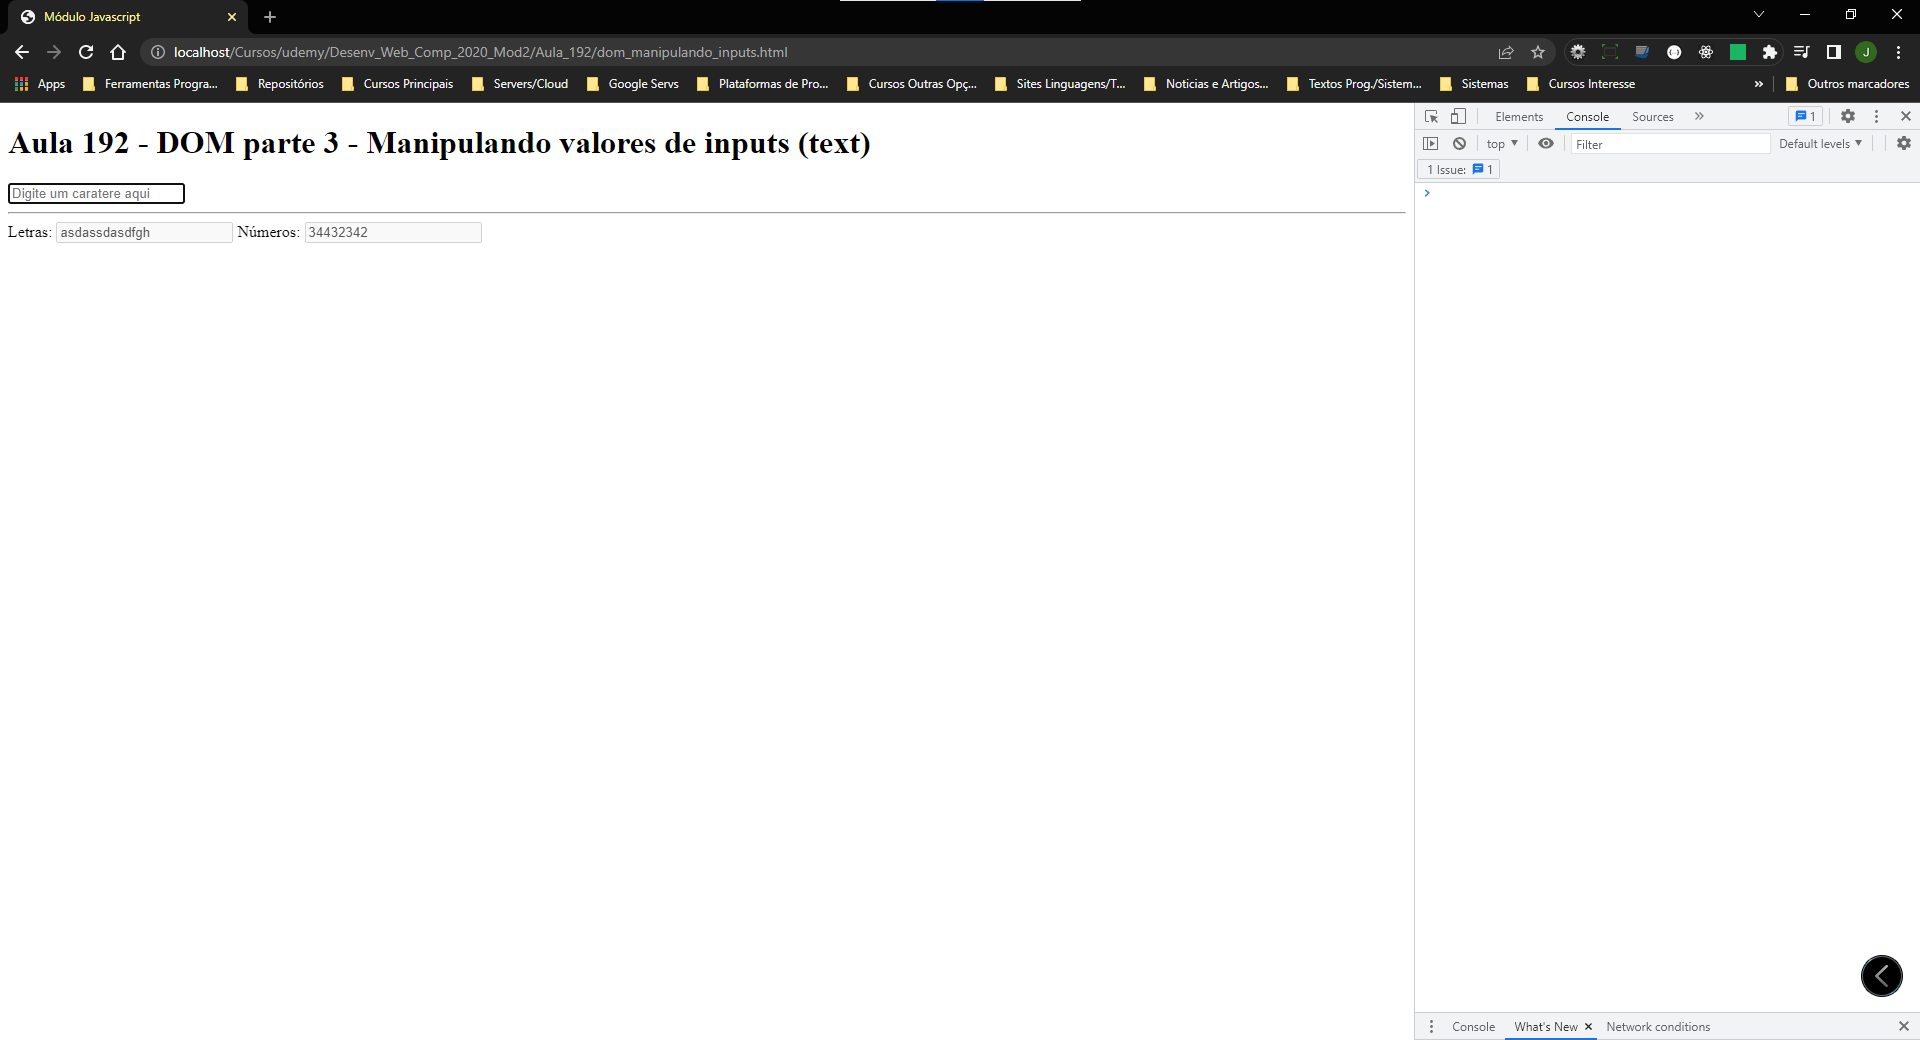 Módulo Javascript
localhost/Cursos/udemy/Desenv_Web_Comp_2020_Mod2/Aula_192/dom_manipulando_inputs.html
J
Apps Ferramentas Progra... Repositórios Cursos Principais Servers/Cloud Google Servs Plataformas de Pro... Cursos Outras Opç... Sites Linguagens/T... Noticias e Artigos... Textos Prog./Sistem... Sistemas Cursos Interesse » Outros marcadores
Aula 192 - DOM parte 3 - Manipulando valores de inputs (text)
Digite um caratere aqui
Letras: asdassdasdfgh Números: 34432342
Elements Console Sources » 1
top Filter Default levels
1 Issue: 1
Console What's New Network conditions